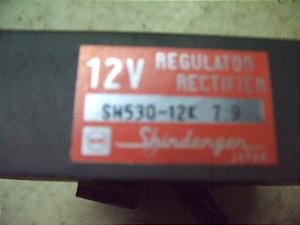 12V REGULATOR
RECTIFIER
SH530-12K 7.9
Shindengen
JAPAN